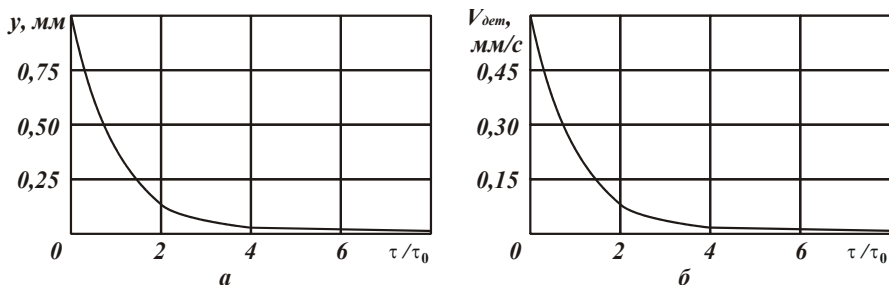 y, мм
0,75
0,50
0,25
0 2 4 6 τ/τ₀
а
Vдет,
мм/с
0,45
0,30
0,15
0 2 4 6 τ/τ₀
б